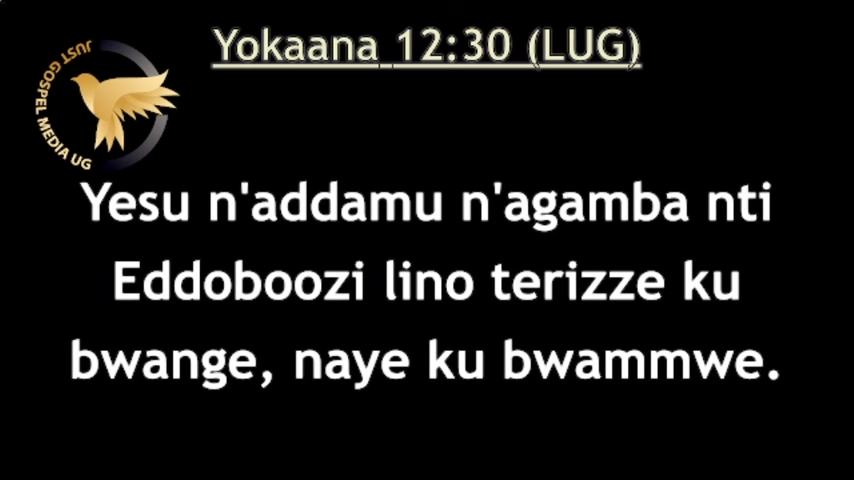 Yokaana 12:30 (LUG)
JUST GOSPEL MEDIA UG
Yesu n'addamu n'agamba nti
Eddoboozi lino terizze ku
bwange, naye ku bwammwe.